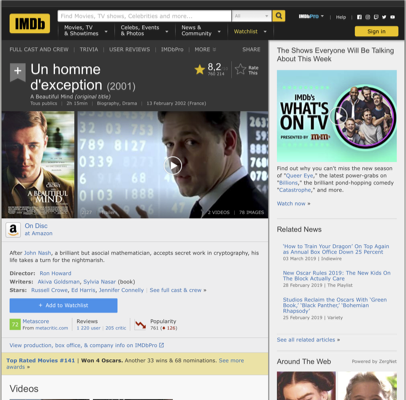 IMDb
Find Movies, TV shows, Celebrities and more...
All
IMDbPro
Help
Movies, TV
& Showtimes
Celebs, Events
& Photos
News &
Community
Watchlist
Sign in
FULL CAST AND CREW | TRIVIA | USER REVIEWS | IMDbPro | MORE
SHARE
Un homme
d'exception (2001)
A Beautiful Mind (original title)
Tous publics | 2h 15min | Biography, Drama | 13 February 2002 (France)
8,2
Rate
This
A BEAUTIFUL
MIND
2 VIDEOS | 78 IMAGES
On Disc
at Amazon
After John Nash, a brilliant but asocial mathematician, accepts secret work in cryptography, his
life takes a turn for the nightmarish.
Director: Ron Howard
Writers: Akiva Goldsman, Sylvia Nasar (book)
Stars: Russell Crowe, Ed Harris, Jennifer Connelly | See full cast & crew »
+ Add to Watchlist
72
Metascore
From metacritic.com
Reviews
1 220 user | 205 critic
Popularity
761
View production, box office, & company info on IMDbPro
Top Rated Movies #141 | Won 4 Oscars. Another 33 wins & 68 nominations. See more
awards »
Videos
The Shows Everyone Will Be Talking
About This Week
IMDb's
WHAT'S
ON TV
PRESENTED BY
Find out why you can't miss the new season
of "Queer Eye," the latest power-grabs on
"Billions," the brilliant pond-hopping comedy
"Catastrophe," and more.
Watch now »
Related News
'How to Train Your Dragon' On Top Again
as Annual Box Office Down 25 Percent
03 March 2019 | Indiewire
New Oscar Rules 2019: The New Kids On
The Block Actually Care
28 February 2019 | The Playlist
Studios Reclaim the Oscars With 'Green
Book,' 'Black Panther,' 'Bohemian
Rhapsody'
25 February 2019 | Variety
See all related articles »
Around The Web
Powered by ZergNet